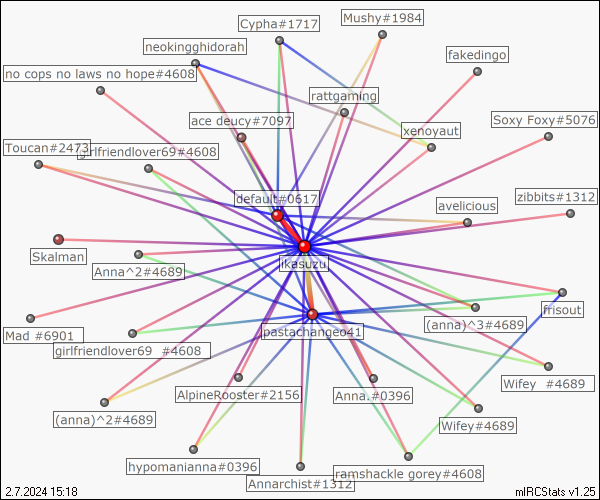 Mushy#1984
Cypha#1717
neokingghidorah
fakedingo
no cops no laws no hope#4608
rattgaming
ace deucy#7097
Soxy Foxy#5076
xenoyaut
Toucan#2473
girlfriendlover69#4608
default#0617
zibbits#1312
avelicious
Skalman
ikasuzu
Anna^2#4689
frisout
(anna)^3#4689
Mad #6901
pastachangeo41
girlfriendlover69 #4608
Wifey #4689
AlpineRooster#2156
Anna.#0396
(anna)^2#4689
Wifey#4689
hypomanianna#0396
ramshackle gorey#4608
Annarchist#1312
2.7.2024 15:18
mIRCStats v1.25